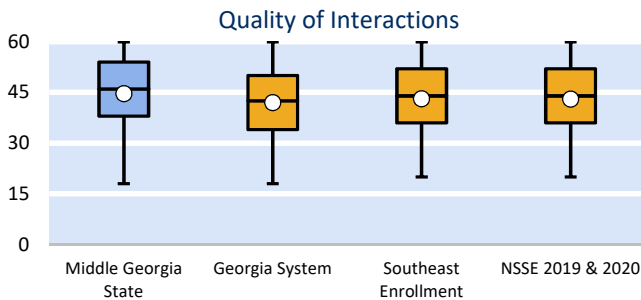 Quality of Interactions
60
45
30
15
0
Middle Georgia
State
Georgia System
Southeast
Enrollment
NSSE 2019 & 2020